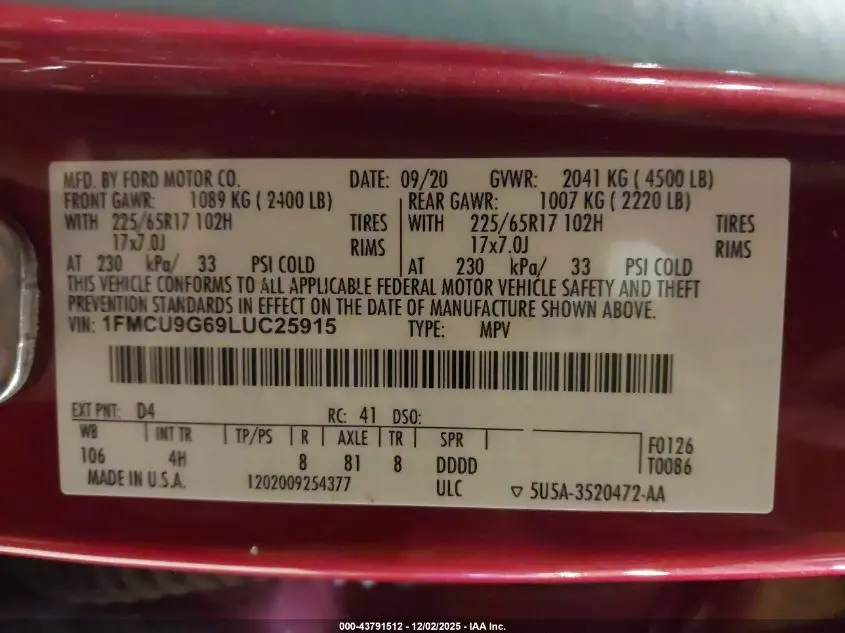 MFD. BY FORD MOTOR CO. DATE: 09/20 GVWR: 2041 KG ( 4500 LB)
FRONT GAWR: 1089 KG ( 2400 LB) REAR GAWR: 1007 KG ( 2220 LB)
WITH 225/65R17 102H TIRES WITH 225/65R17 102H TIRES
17x7.0J RIMS 17x7.0J RIMS
AT 230 kPa/ 33 PSI COLD AT 230 kPa/ 33 PSI COLD
THIS VEHICLE CONFORMS TO ALL APPLICABLE FEDERAL MOTOR VEHICLE SAFETY AND THEFT
PREVENTION STANDARDS IN EFFECT ON THE DATE OF MANUFACTURE SHOWN ABOVE.
VIN: 1FMCU9G69LUC25915 TYPE: MPV
EXT PNT: D4 RC: 41 DSO:
WB INT TR TP/PS R AXLE TR SPR F0126
106 4H 8 81 8 DDDD T0086
MADE IN U.S.A. 1202009254377 ULC ▽ 5U5A-3520472-AA
000-43791512 - 12/02/2025 - IAA Inc.